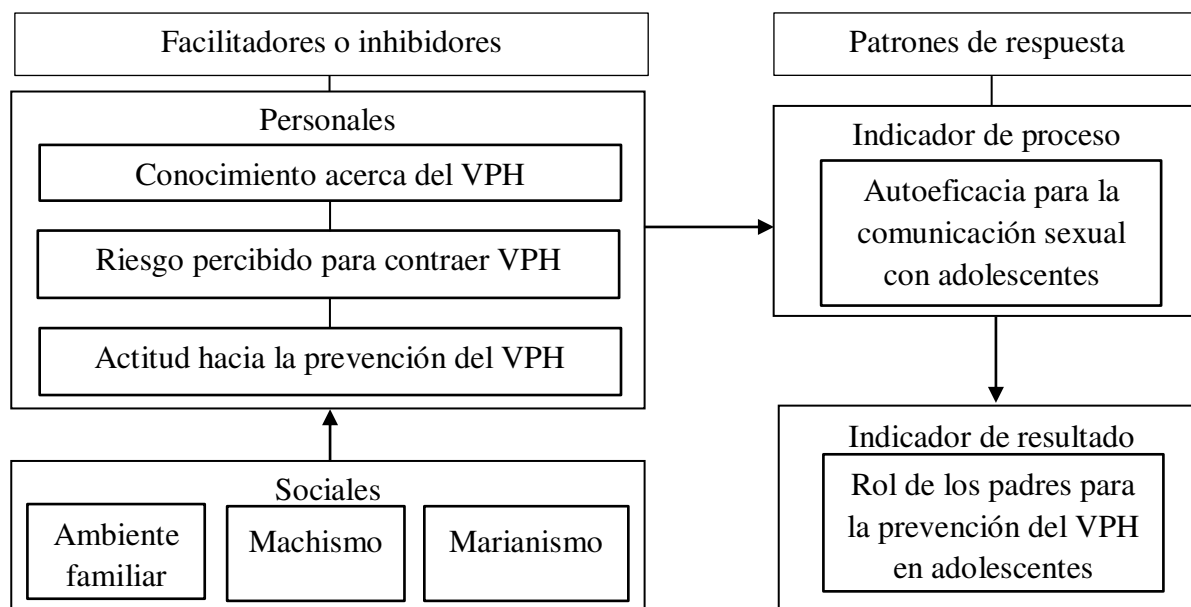 Facilitadores o inhibidores
Personales
Conocimiento acerca del VPH
Riesgo percibido para contraer VPH
Actitud hacia la prevención del VPH
Sociales
Ambiente
familiar
Machismo
Marianismo
Patrones de respuesta
Indicador de proceso
Autoeficacia para la
comunicación sexual
con adolescentes
Indicador de resultado
Rol de los padres para
la prevención del VPH
en adolescentes